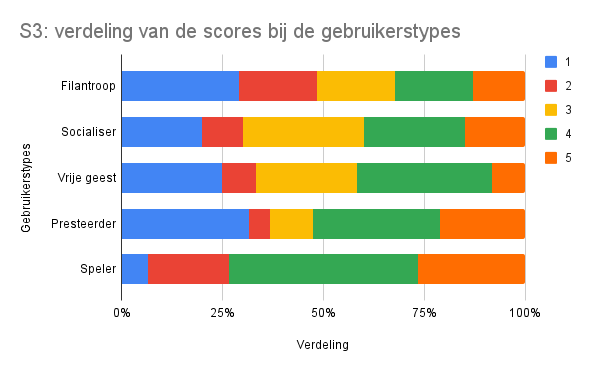 S3: verdeling van de scores bij de gebruikerstypes
1
2
3
4
5
Gebruikerstypes
Filantroop
Socialiser
Vrije geest
Presteerder
Speler
0% 25% 50% 75% 100%
Verdeling